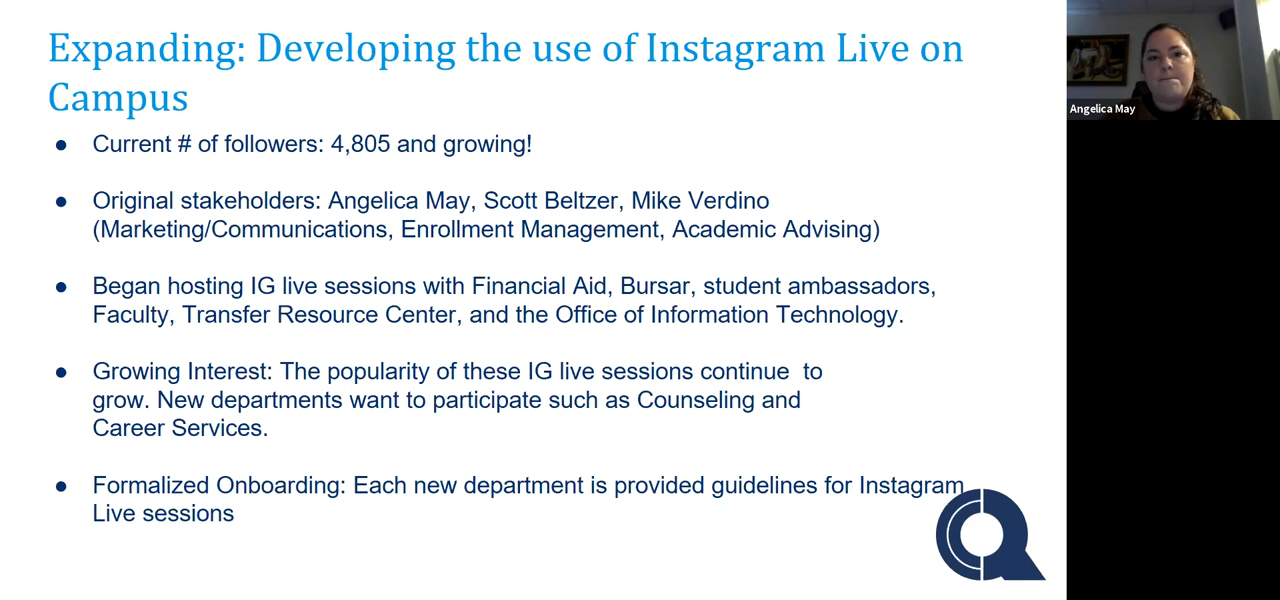 Expanding: Developing the use of Instagram Live on
Campus
● Current # of followers: 4,805 and growing!
● Original stakeholders: Angelica May, Scott Beltzer, Mike Verdino
(Marketing/Communications, Enrollment Management, Academic Advising)
● Began hosting IG live sessions with Financial Aid, Bursar, student ambassadors,
Faculty, Transfer Resource Center, and the Office of Information Technology.
● Growing Interest: The popularity of these IG live sessions continue  to
grow. New departments want to participate such as Counseling and
Career Services.
● Formalized Onboarding: Each new department is provided guidelines for Instagram
Live sessions
Angelica May